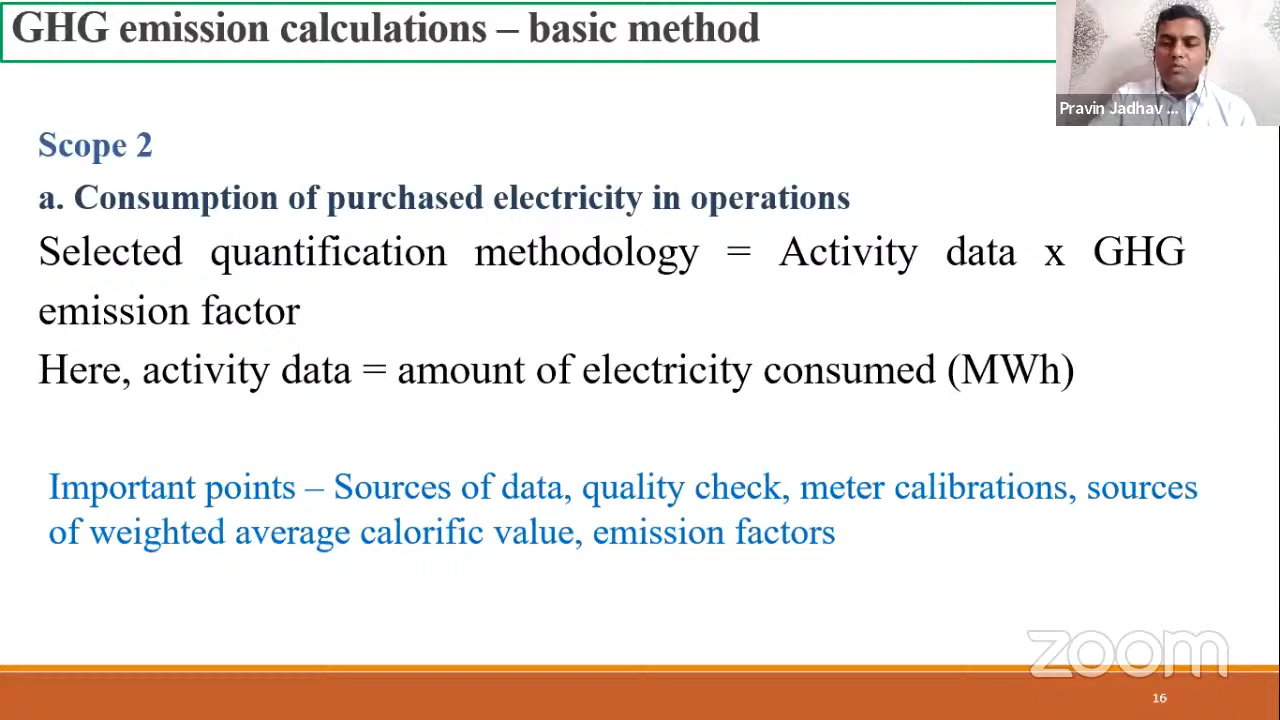 GHG emission calculations – basic method
Pravin Jadhav ...
Scope 2
a. Consumption of purchased electricity in operations
Selected quantification methodology = Activity data x GHG
emission factor
Here, activity data = amount of electricity consumed (MWh)
Important points – Sources of data, quality check, meter calibrations, sources
of weighted average calorific value, emission factors
zoom
16